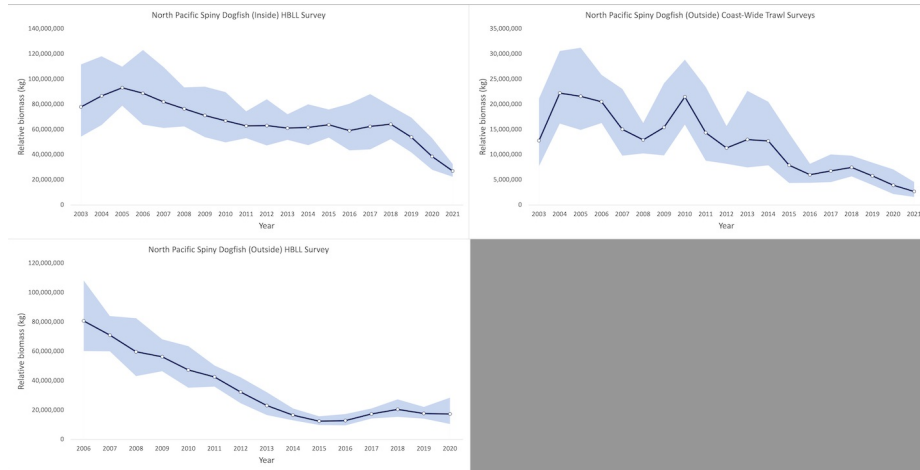 North Pacific Spiny Dogfish (Inside) HBLL Survey
140,000,000
120,000,000
100,000,000
80,000,000
60,000,000
40,000,000
20,000,000
0
Relative biomass (kg)
2003 2004 2005 2006 2007 2008 2009 2010 2011 2012 2013 2014 2015 2016 2017 2018 2019 2020 2021
Year
North Pacific Spiny Dogfish (Outside) Coast-Wide Trawl Surveys
35,000,000
30,000,000
25,000,000
20,000,000
15,000,000
10,000,000
5,000,000
0
Relative biomass (kg)
2003 2004 2005 2006 2007 2008 2009 2010 2011 2012 2013 2014 2015 2016 2017 2018 2019 2020 2021
Year
North Pacific Spiny Dogfish (Outside) HBLL Survey
120,000,000
100,000,000
80,000,000
60,000,000
40,000,000
20,000,000
0
Relative biomass (kg)
2006 2007 2008 2009 2010 2011 2012 2013 2014 2015 2016 2017 2018 2019 2020
Year